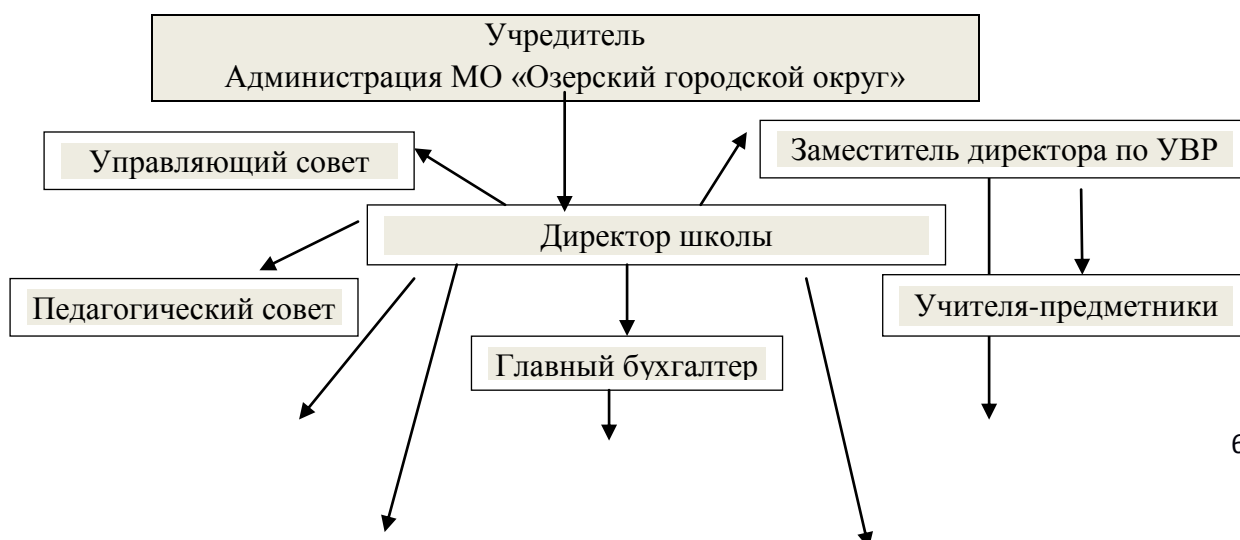 Учредитель
Администрация МО «Озерский городской округ»
Управляющий совет
Заместитель директора по УВР
Директор школы
Педагогический совет
Учителя-предметники
Главный бухгалтер
6